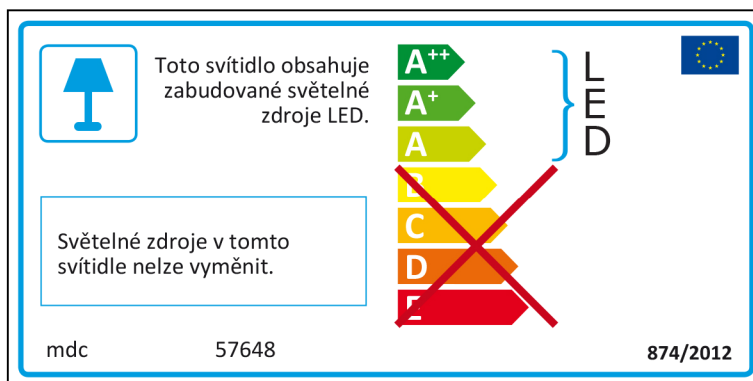 Toto svítidlo obsahuje
zabudované světelné
zdroje LED.
A++
A+
A
B
C
D
E
L
E
D
Světelné zdroje v tomto
svítidle nelze vyměnit.
mdc 57648
874/2012